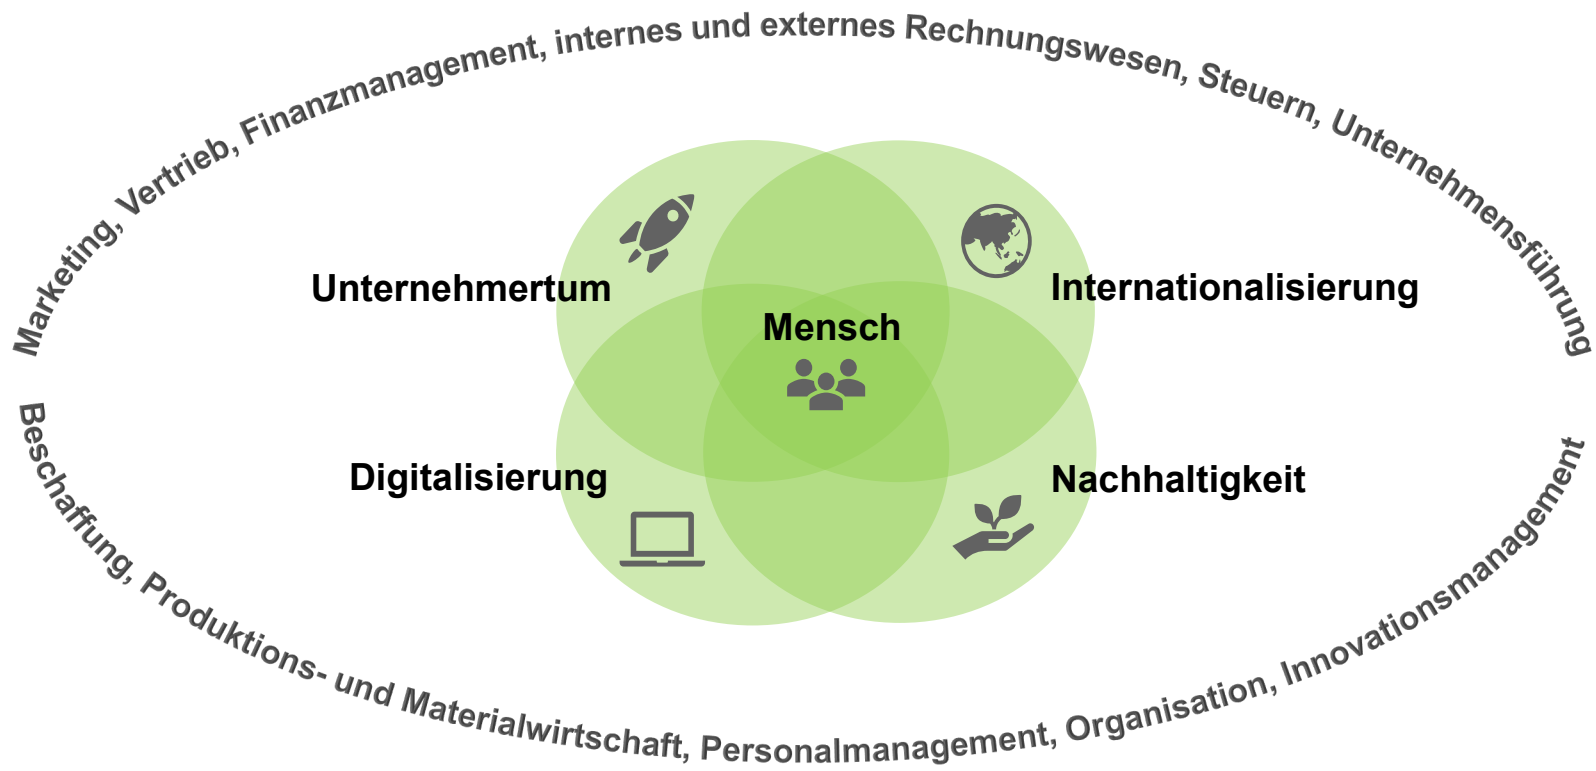 Marketing, Vertrieb, Finanzmanagement, internes und externes Rechnungswesen, Steuern, Unternehmensführung
Unternehmertum
Internationalisierung
Mensch
Digitalisierung
Nachhaltigkeit
Beschaffung, Produktions- und Materialwirtschaft, Personalmanagement, Organisation, Innovationsmanagement